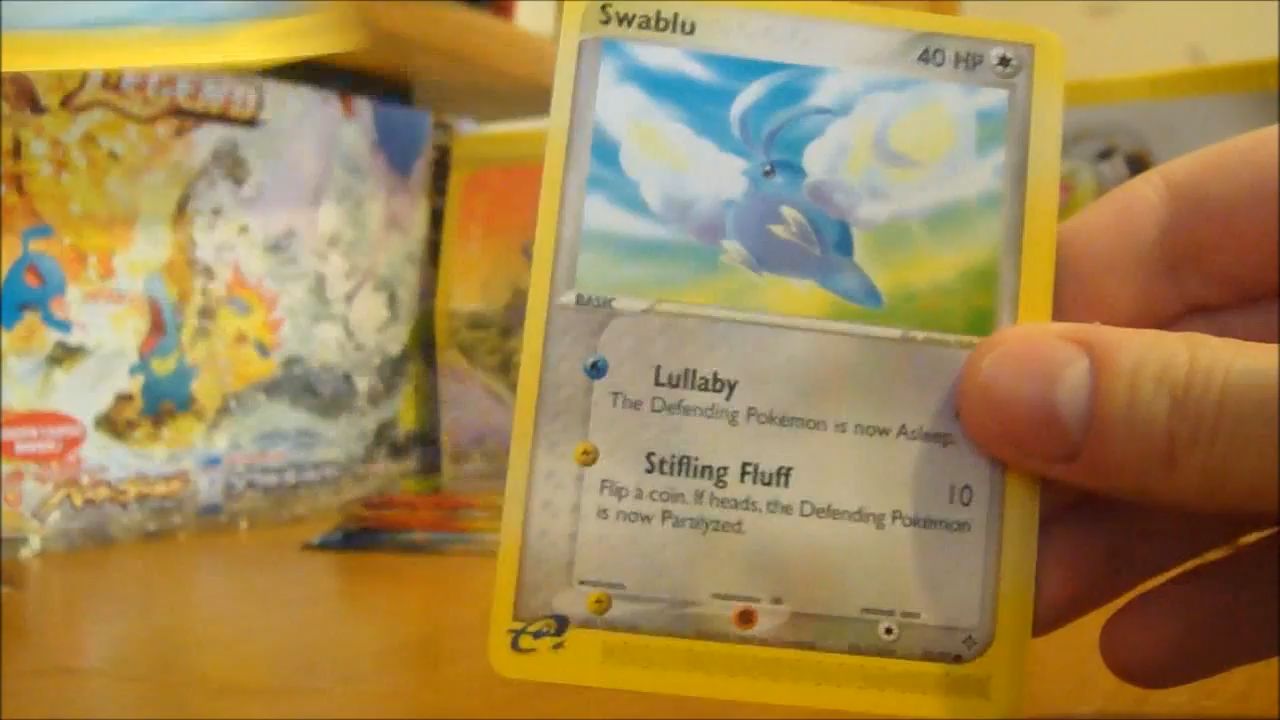 Swablu
40 HP
BASIC
Lullaby
The Defending Pokémon is now Asleep.
Stifling Fluff
10
Flip a coin. If heads, the Defending Pokémon
is now Paralyzed.
e